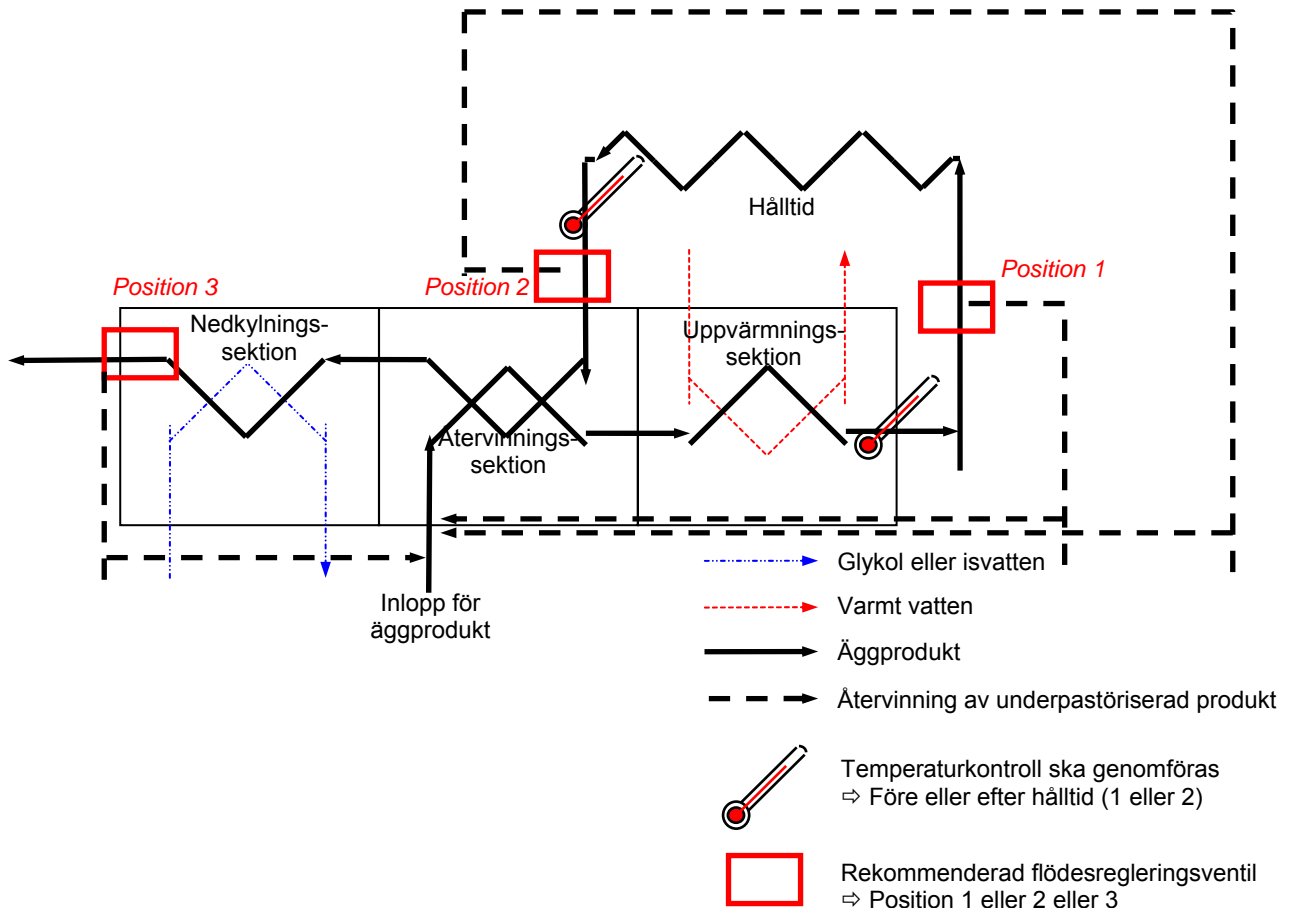 Hålltid
Position 1
Position 3
Position 2
Nedkylnings-
sektion
Uppvärmnings-
sektion
Återvinnings-
sektion
Inlopp för
äggprodukt
Glykol eller isvatten
Varmt vatten
Äggprodukt
Återvinning av underpastöriserad produkt
Temperaturkontroll ska genomföras
⇨ Före eller efter hålltid (1 eller 2)
Rekommenderad flödesregleringsventil
⇨ Position 1 eller 2 eller 3